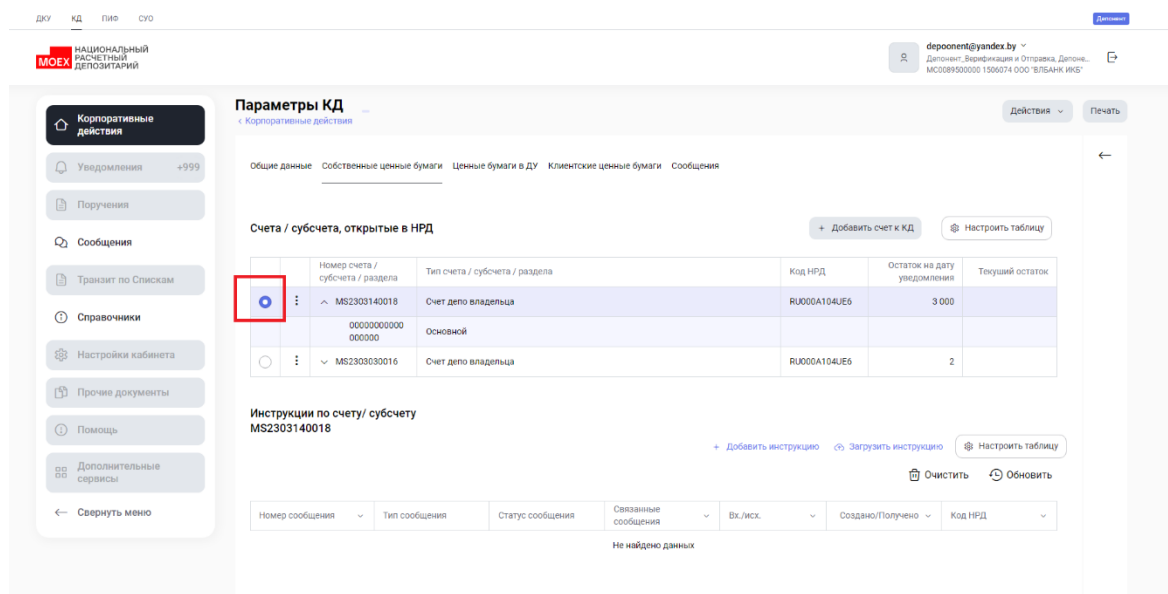 ДКУ КД ПИФ СУО
Депонент
MOEX НАЦИОНАЛЬНЫЙ
РАСЧЕТНЫЙ
ДЕПОЗИТАРИЙ
depoonent@yandex.by
Депонент_Верификация и Отправка, Депоне...
MC0089500000 1506074 ООО "ВЛБАНК ИКБ"
Корпоративные
действия
Уведомления +999
Поручения
Сообщения
Транзит по Спискам
Справочники
Настройки кабинета
Прочие документы
Помощь
Дополнительные
сервисы
Свернуть меню
Параметры КД
< Корпоративные действия
Действия
Печать
Общие данные Собственные ценные бумаги Ценные бумаги в ДУ Клиентские ценные бумаги Сообщения
Счета / субсчета, открытые в НРД
+ Добавить счет к КД
Настроить таблицу
Номер счета /
субсчета / раздела
Тип счета / субсчета / раздела
Код НРД
Остаток на дату
уведомления
Текущий остаток
MS2303140018 Счет депо владельца RU000A104UE6 3 000
00000000000
000000
Основной
MS2303030016 Счет депо владельца RU000A104UE6 2
Инструкции по счету/ субсчету
MS2303140018
+ Добавить инструкцию Загрузить инструкцию Настроить таблицу
Очистить Обновить
Номер сообщения Тип сообщения Статус сообщения
Связанные
сообщения
Вх./исх. Создано/Получено Код НРД
Не найдено данных